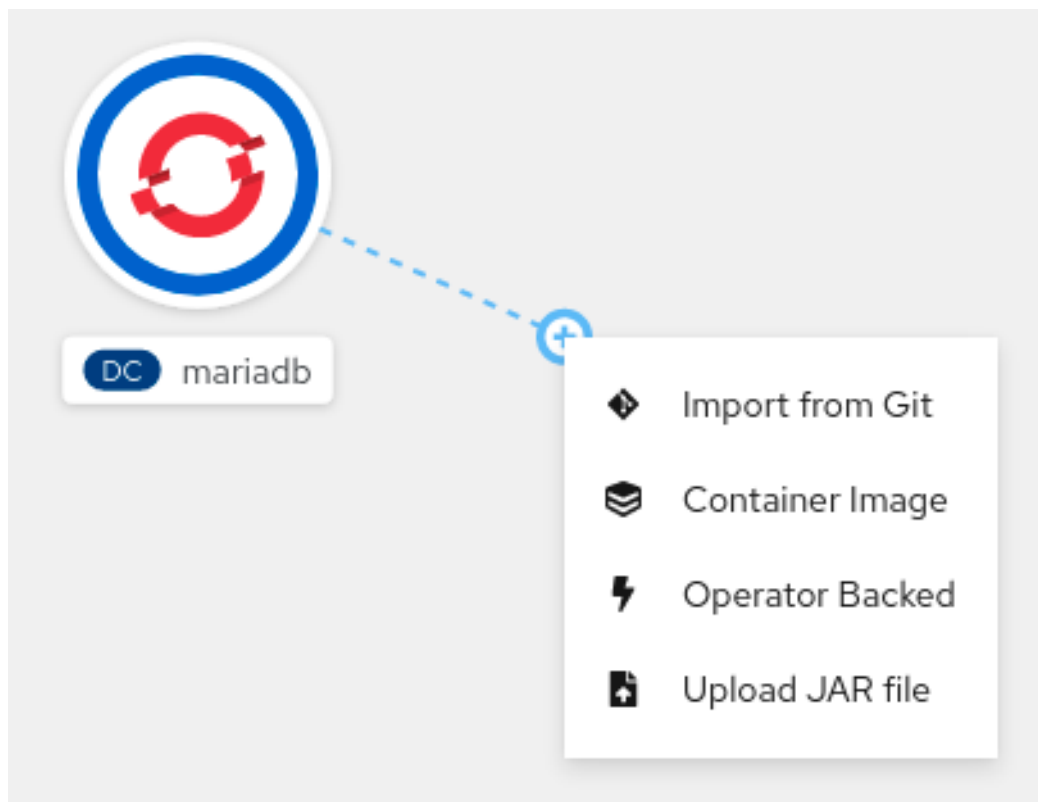 DC mariadb
Import from Git
Container Image
Operator Backed
Upload JAR file